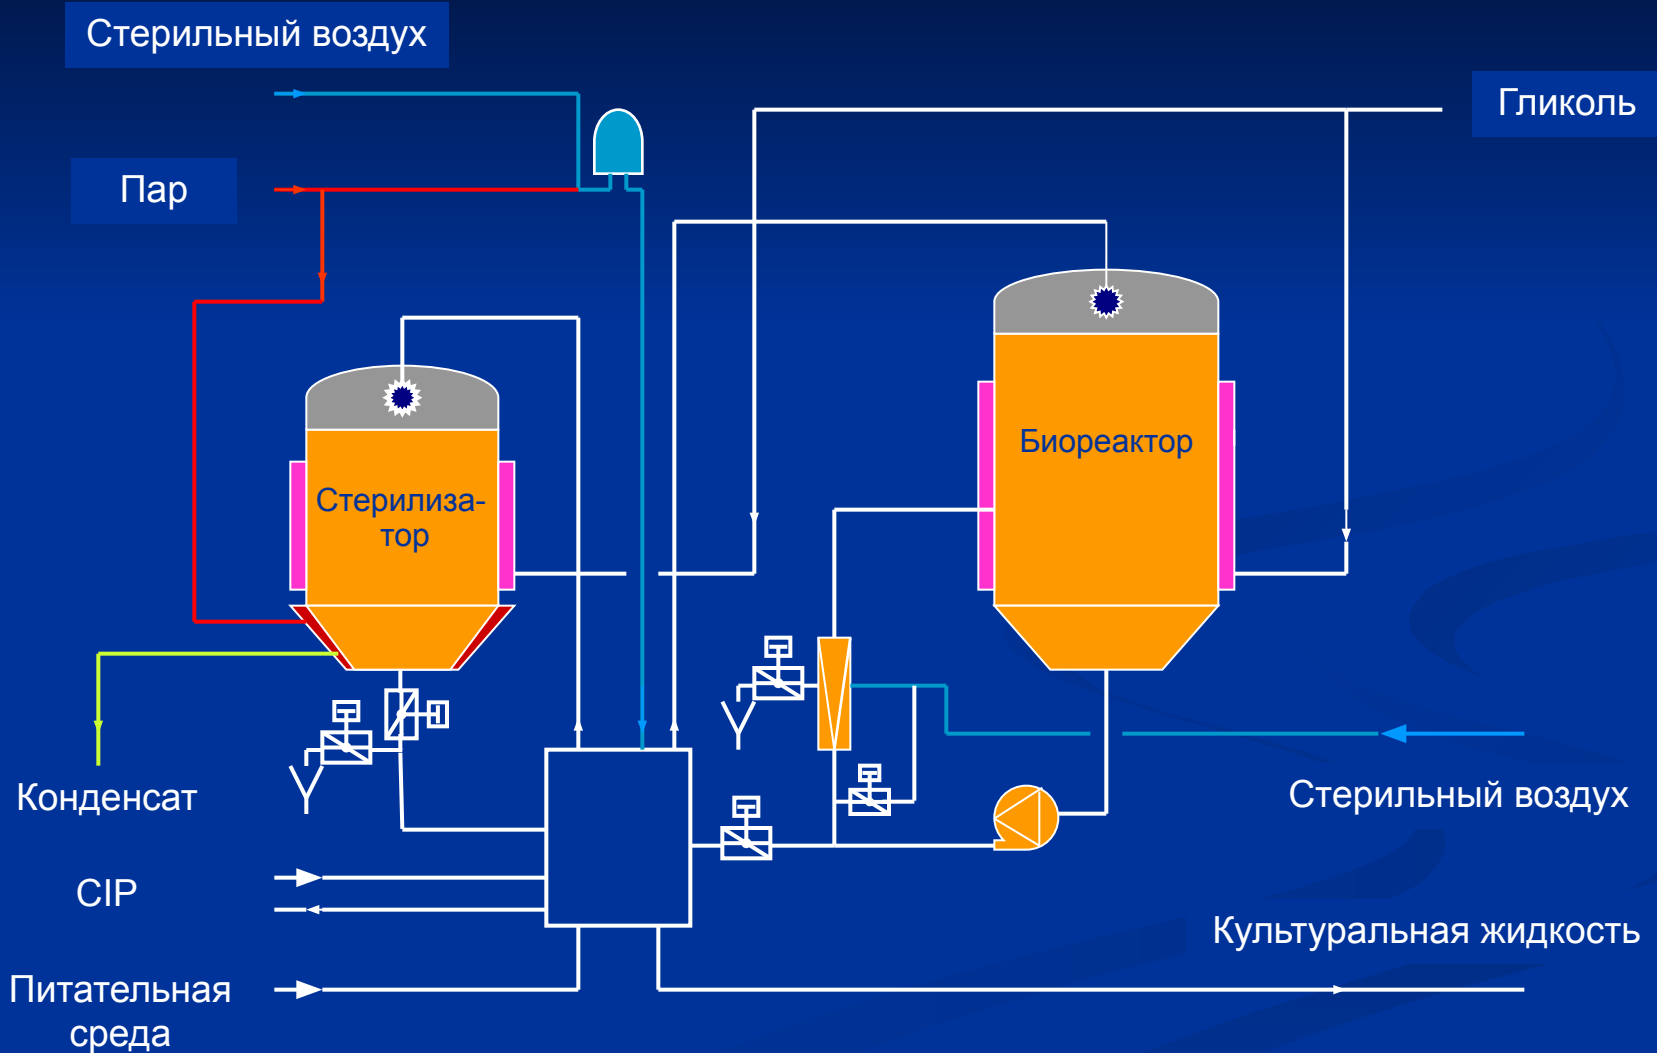 Стерильный воздух
Гликоль
Пар
Биореактор
Стерилиза-
тор
Конденсат
Стерильный воздух
CIP
Культуральная жидкость
Питательная
среда